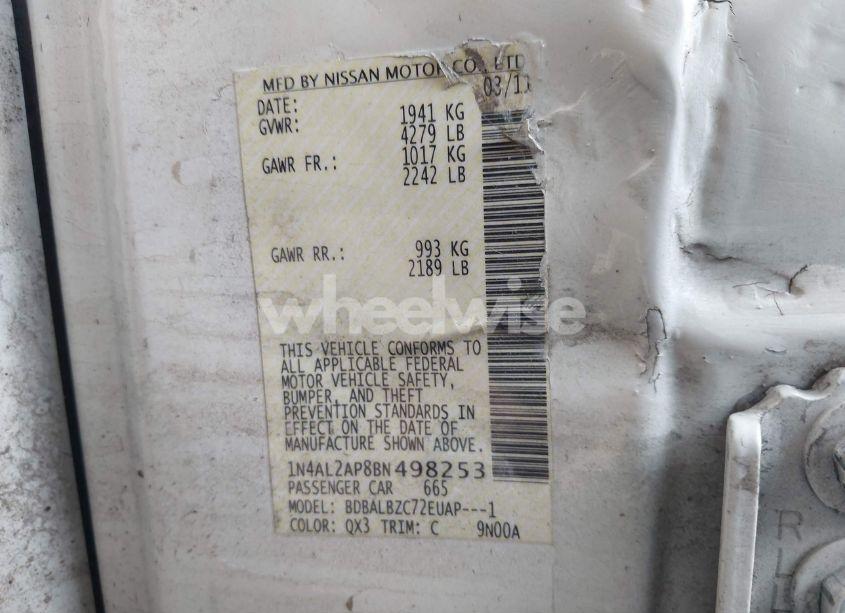 MFD BY NISSAN MOTOR CO., LTD
DATE: 03/11
GVWR: 1941 KG
4279 LB
GAWR FR.: 1017 KG
2242 LB
GAWR RR.: 993 KG
2189 LB
wheelwise
THIS VEHICLE CONFORMS TO
ALL APPLICABLE FEDERAL
MOTOR VEHICLE SAFETY,
BUMPER, AND THEFT
PREVENTION STANDARDS IN
EFFECT ON THE DATE OF
MANUFACTURE SHOWN ABOVE.
1N4AL2AP8BN498253
PASSENGER CAR 665
MODEL: BDBALBZC72EUAP---1
COLOR: QX3 TRIM: C 9N00A